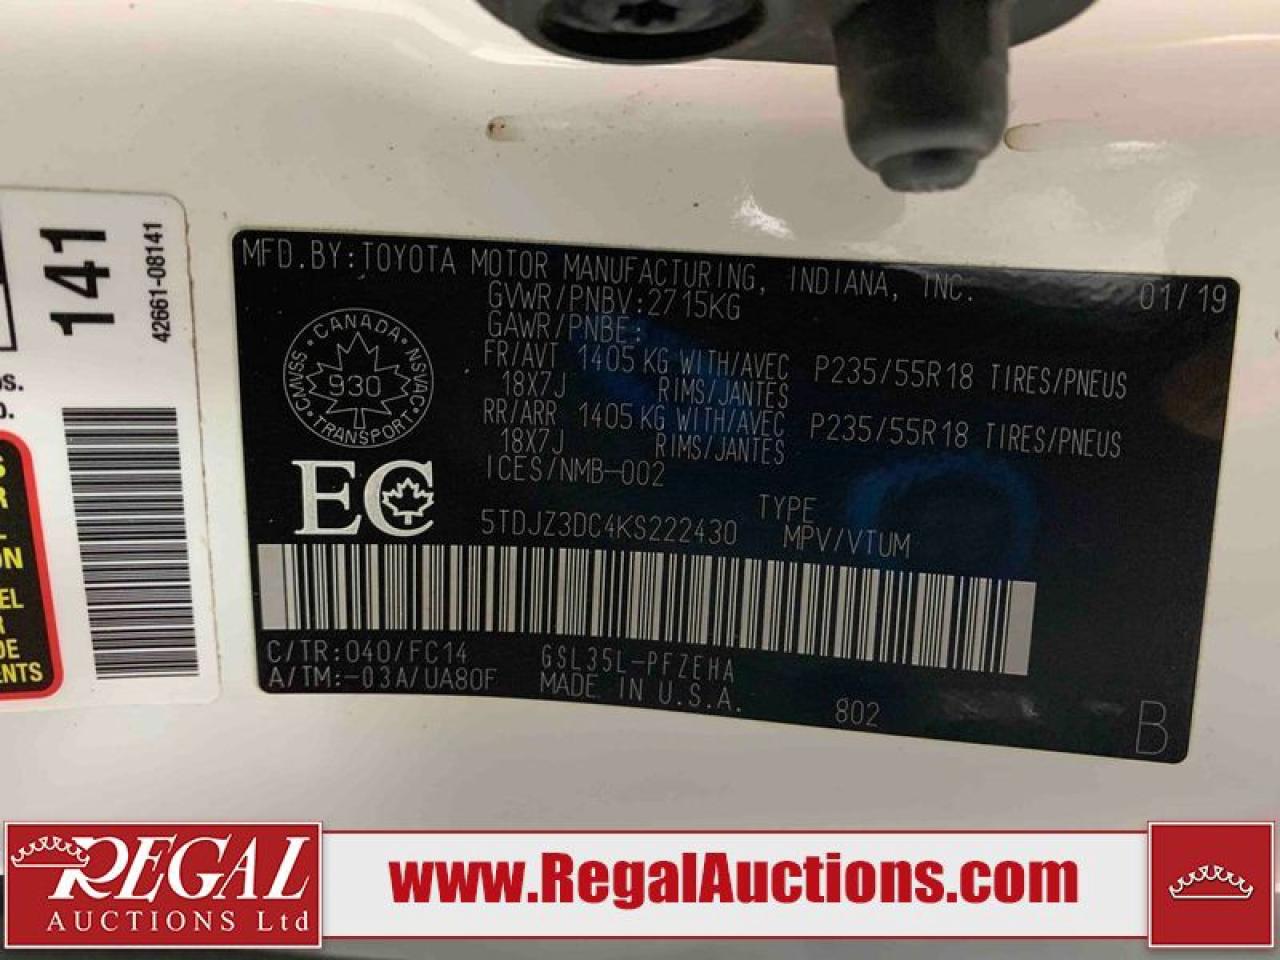 141
42661-08141
MFD.BY:TOYOTA MOTOR MANUFACTURING, INDIANA, INC. 01/19
GVWR/PNBV:2715KG
GAWR/PNBE:
FR/AVT 1405 KG WITH/AVEC P235/55R18 TIRES/PNEUS
18X7J RIMS/JANTES
RR/ARR 1405 KG WITH/AVEC P235/55R18 TIRES/PNEUS
18X7J RIMS/JANTES
ICES/NMB-002
CANADA
CMVSS NSVAC
930
TRANSPORT
EC
5TDJZ3DC4KS222430 TYPE
MPV/VTUM
C/TR:040/FC14 GSL35L-PFZEHA
A/TM:-03A/UA80F MADE IN U.S.A.
802
B
REGAL
AUCTIONS Ltd
www.RegalAuctions.com